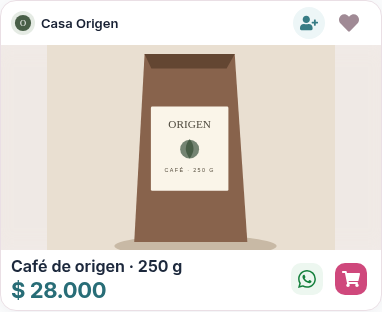 O
Casa Origen
ORIGEN
CAFÉ · 250 G
Café de origen · 250 g
$ 28.000